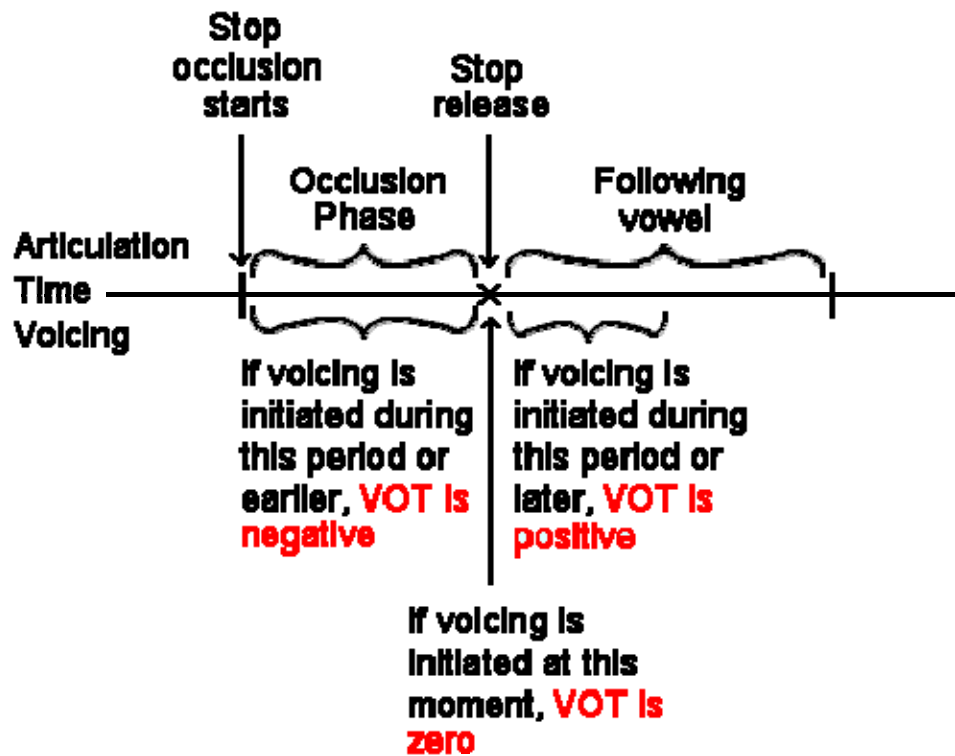 Stop
occlusion
starts
Stop
release
Occlusion
Phase
Following
vowel
Articulation
Time
Voicing
If voicing is
initiated during
this period or
earlier, VOT is
negative
If voicing is
initiated during
this period or
later, VOT is
positive
If voicing is
initiated at this
moment, VOT is
zero